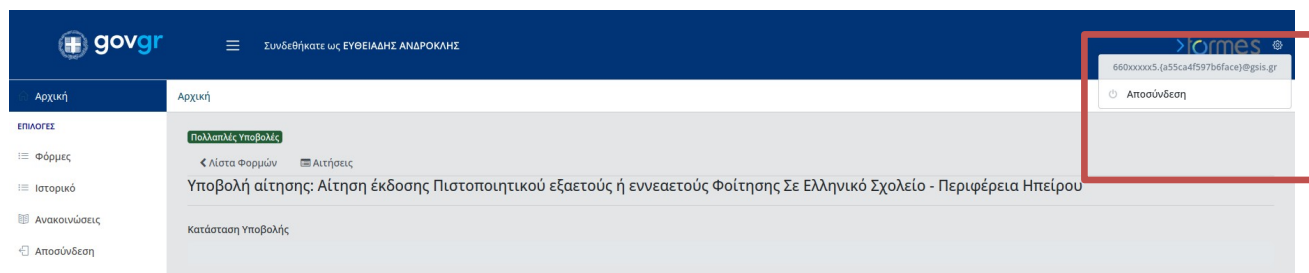 govgr
Συνδεθήκατε ως ΕΥΘΕΙΑΔΗΣ ΑΝΔΡΟΚΛΗΣ
>formes
660xxxxx5.{a55ca4f597b6face}@gsis.gr
Αποσύνδεση
Αρχική
Αρχική
ΕΠΙΛΟΓΕΣ
Φόρμες
Ιστορικό
Ανακοινώσεις
Αποσύνδεση
Πολλαπλές Υποβολές
Λίστα Φορμών Αιτήσεις
Υποβολή αίτησης: Αίτηση έκδοσης Πιστοποιητικού εξαετούς ή εννεαετούς Φοίτησης Σε Ελληνικό Σχολείο - Περιφέρεια Ηπείρου
Κατάσταση Υποβολής